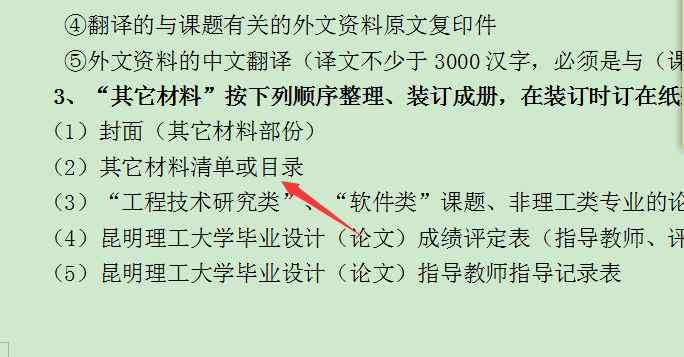 ④翻译的与课题有关的外文资料原文复印件
⑤外文资料的中文翻译（译文不少于 3000 汉字，必须是与（课
3、“其它材料”按下列顺序整理、装订成册，在装订时订在纸
（1）封面（其它材料部份）
（2）其它材料清单或目录
（3）“工程技术研究类”、“软件类”课题、非理工类专业的论
（4）昆明理工大学毕业设计（论文）成绩评定表（指导教师、评
（5）昆明理工大学毕业设计（论文）指导教师指导记录表